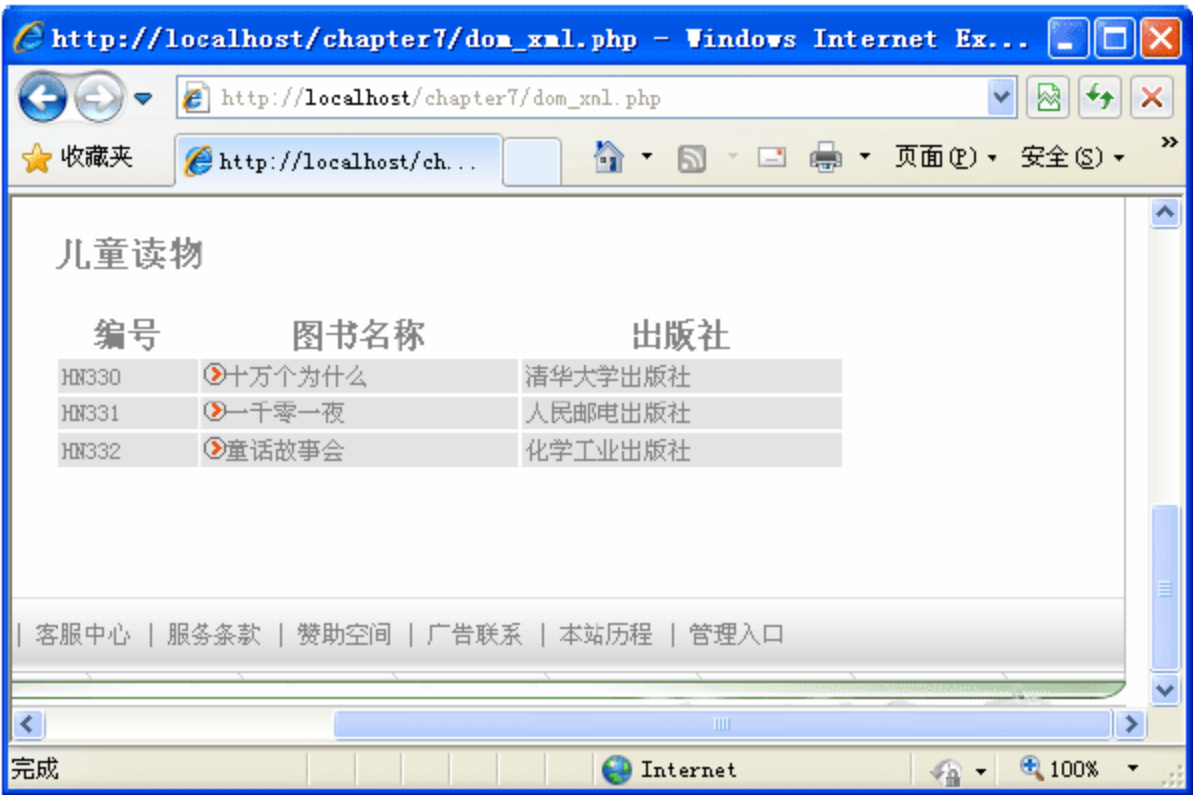 http://localhost/chapter7/dom_xml.php - Windows Internet Ex...
http://localhost/chapter7/dom_xml.php
收藏夹 http://localhost/ch... 页面(P) 安全(S) »
儿童读物
编号 图书名称 出版社
HN330 十万个为什么 清华大学出版社
HN331 一千零一夜 人民邮电出版社
HN332 童话故事会 化学工业出版社
| 客服中心 | 服务条款 | 赞助空间 | 广告联系 | 本站历程 | 管理入口
完成 Internet 100%